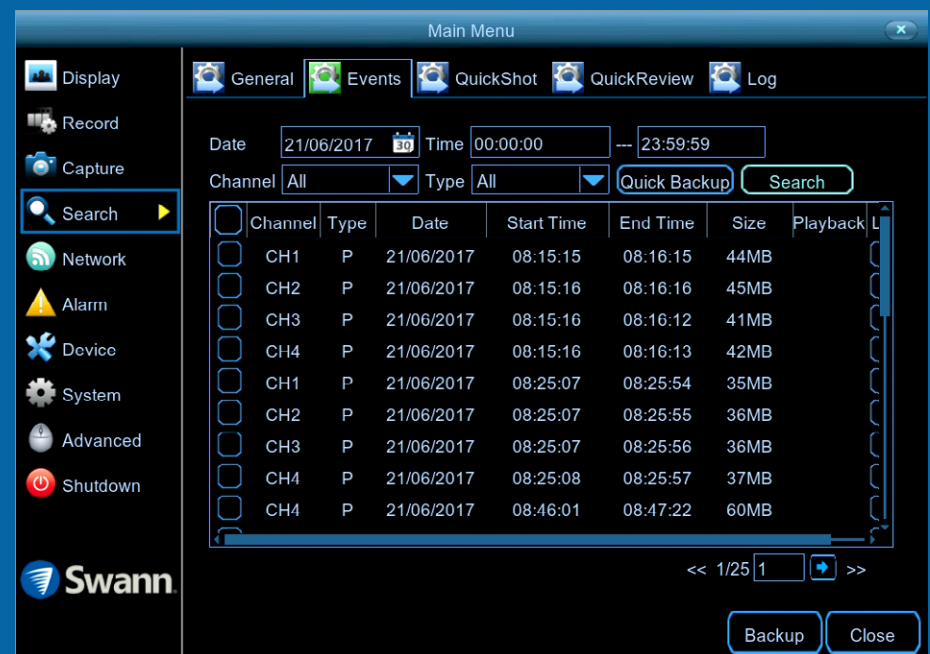 Main Menu
Display
Record
Capture
Search
Network
Alarm
Device
System
Advanced
Shutdown
Swann
General Events QuickShot QuickReview Log
Date 21/06/2017 30 Time 00:00:00 --- 23:59:59
Channel All Type All Quick Backup Search
Channel Type Date Start Time End Time Size Playback L
CH1 P 21/06/2017 08:15:15 08:16:15 44MB
CH2 P 21/06/2017 08:15:16 08:16:16 45MB
CH3 P 21/06/2017 08:15:16 08:16:12 41MB
CH4 P 21/06/2017 08:15:16 08:16:13 42MB
CH1 P 21/06/2017 08:25:07 08:25:54 35MB
CH2 P 21/06/2017 08:25:07 08:25:55 36MB
CH3 P 21/06/2017 08:25:07 08:25:56 36MB
CH4 P 21/06/2017 08:25:08 08:25:57 37MB
CH4 P 21/06/2017 08:46:01 08:47:22 60MB
<< 1/25 1 >>
Backup Close